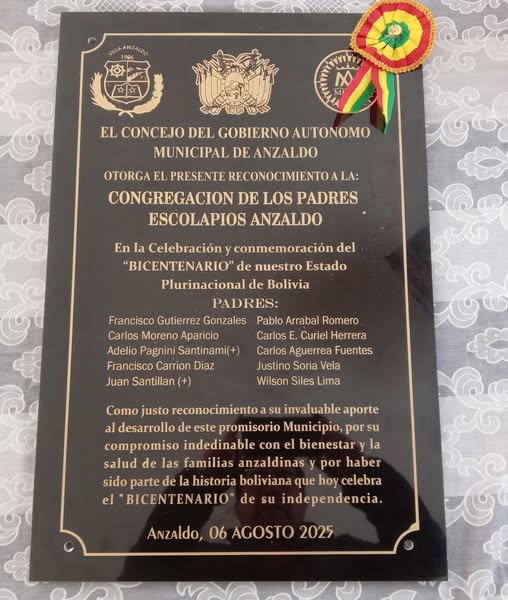 VILLA ANZALDO
1906
EL CONCEJO DEL GOBIERNO AUTONOMO
MUNICIPAL DE ANZALDO
OTORGA EL PRESENTE RECONOCIMIENTO A LA:
CONGREGACION DE LOS PADRES
ESCOLAPIOS ANZALDO
En la Celebración y conmemoración del
"BICENTENARIO" de nuestro Estado
Plurinacional de Bolivia
PADRES:
Francisco Gutierrez Gonzales
Carlos Moreno Aparicio
Adelio Pagnini Santinami(+)
Francisco Carrion Diaz
Juan Santillan (+)
Pablo Arrabal Romero
Carlos E. Curiel Herrera
Carlos Aguerrea Fuentes
Justino Soria Vela
Wilson Siles Lima
Como justo reconocimiento a su invaluable aporte
al desarrollo de este promisorio Municipio, por su
compromiso indedinable con el bienestar y la
salud de las familias anzaldinas y por haber
sido parte de la historia boliviana que hoy celebra
el "BICENTENARIO" de su independencia.
Anzaldo, 06 AGOSTO 2025